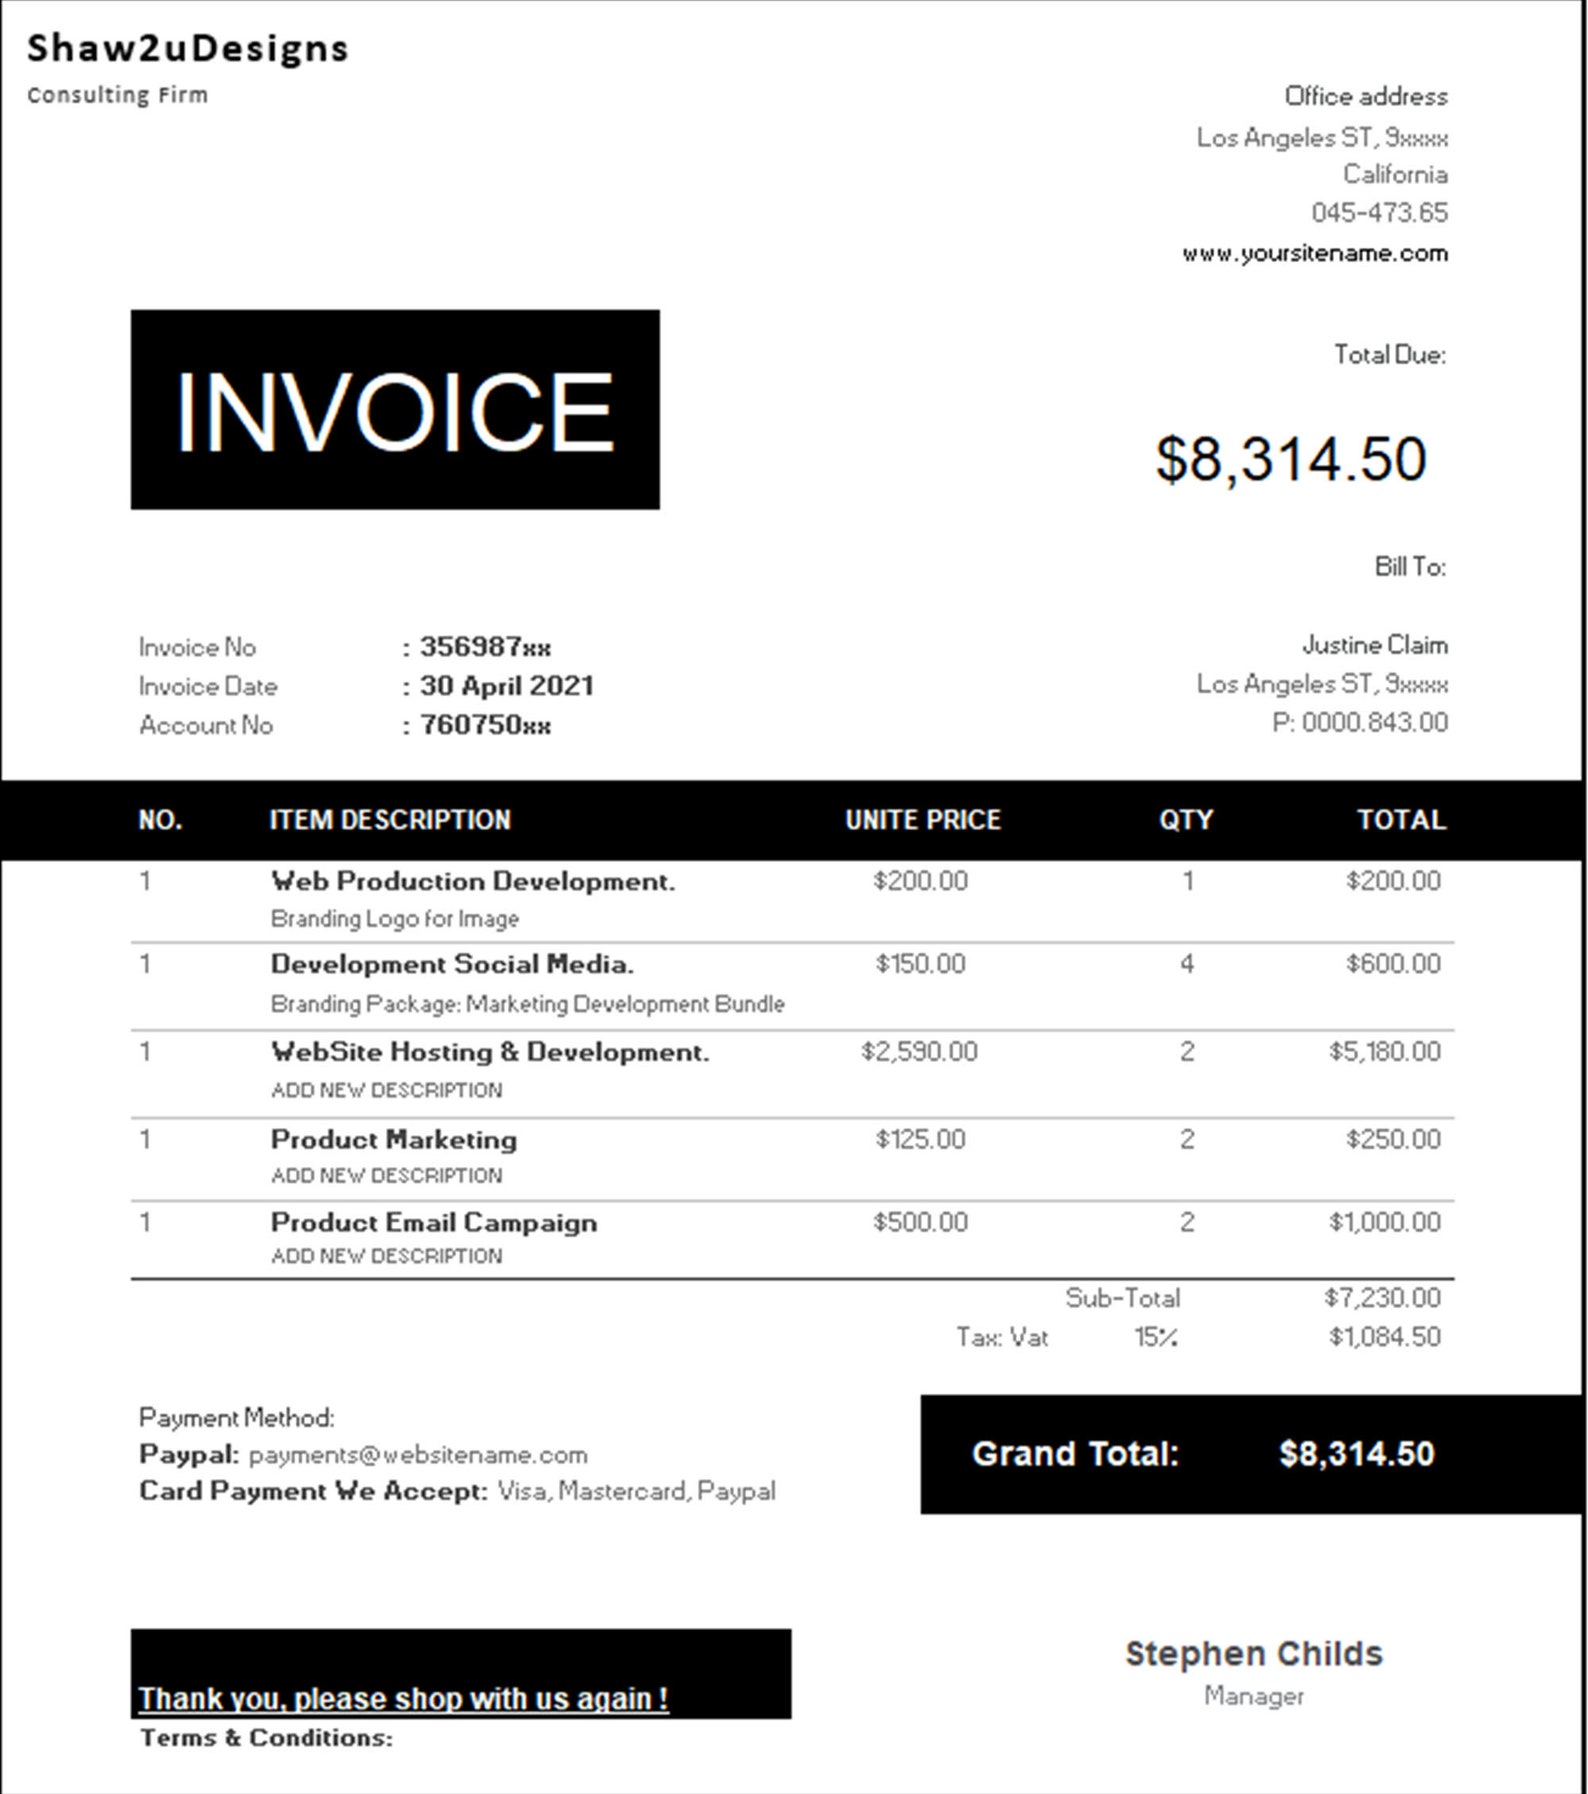 Shaw2uDesigns
Consulting Firm
Office address
Los Angeles ST, 9xxxx
California
045-473.65
www.yoursitename.com
INVOICE
Total Due:
$8,314.50
Bill To:
Invoice No : 356987xx
Invoice Date : 30 April 2021
Account No : 760750xx
Justine Claim
Los Angeles ST, 9xxxx
P: 0000.843.00
NO. ITEM DESCRIPTION UNITE PRICE QTY TOTAL
1 Web Production Development. $200.00 1 $200.00
Branding Logo for Image
1 Development Social Media. $150.00 4 $600.00
Branding Package: Marketing Development Bundle
1 WebSite Hosting & Development. $2,590.00 2 $5,180.00
ADD NEW DESCRIPTION
1 Product Marketing $125.00 2 $250.00
ADD NEW DESCRIPTION
1 Product Email Campaign $500.00 2 $1,000.00
ADD NEW DESCRIPTION
Sub-Total $7,230.00
Tax: Vat 15% $1,084.50
Payment Method:
Paypal: payments@websitename.com
Card Payment We Accept: Visa, Mastercard, Paypal
Grand Total: $8,314.50
Thank you, please shop with us again !
Terms & Conditions:
Stephen Childs
Manager